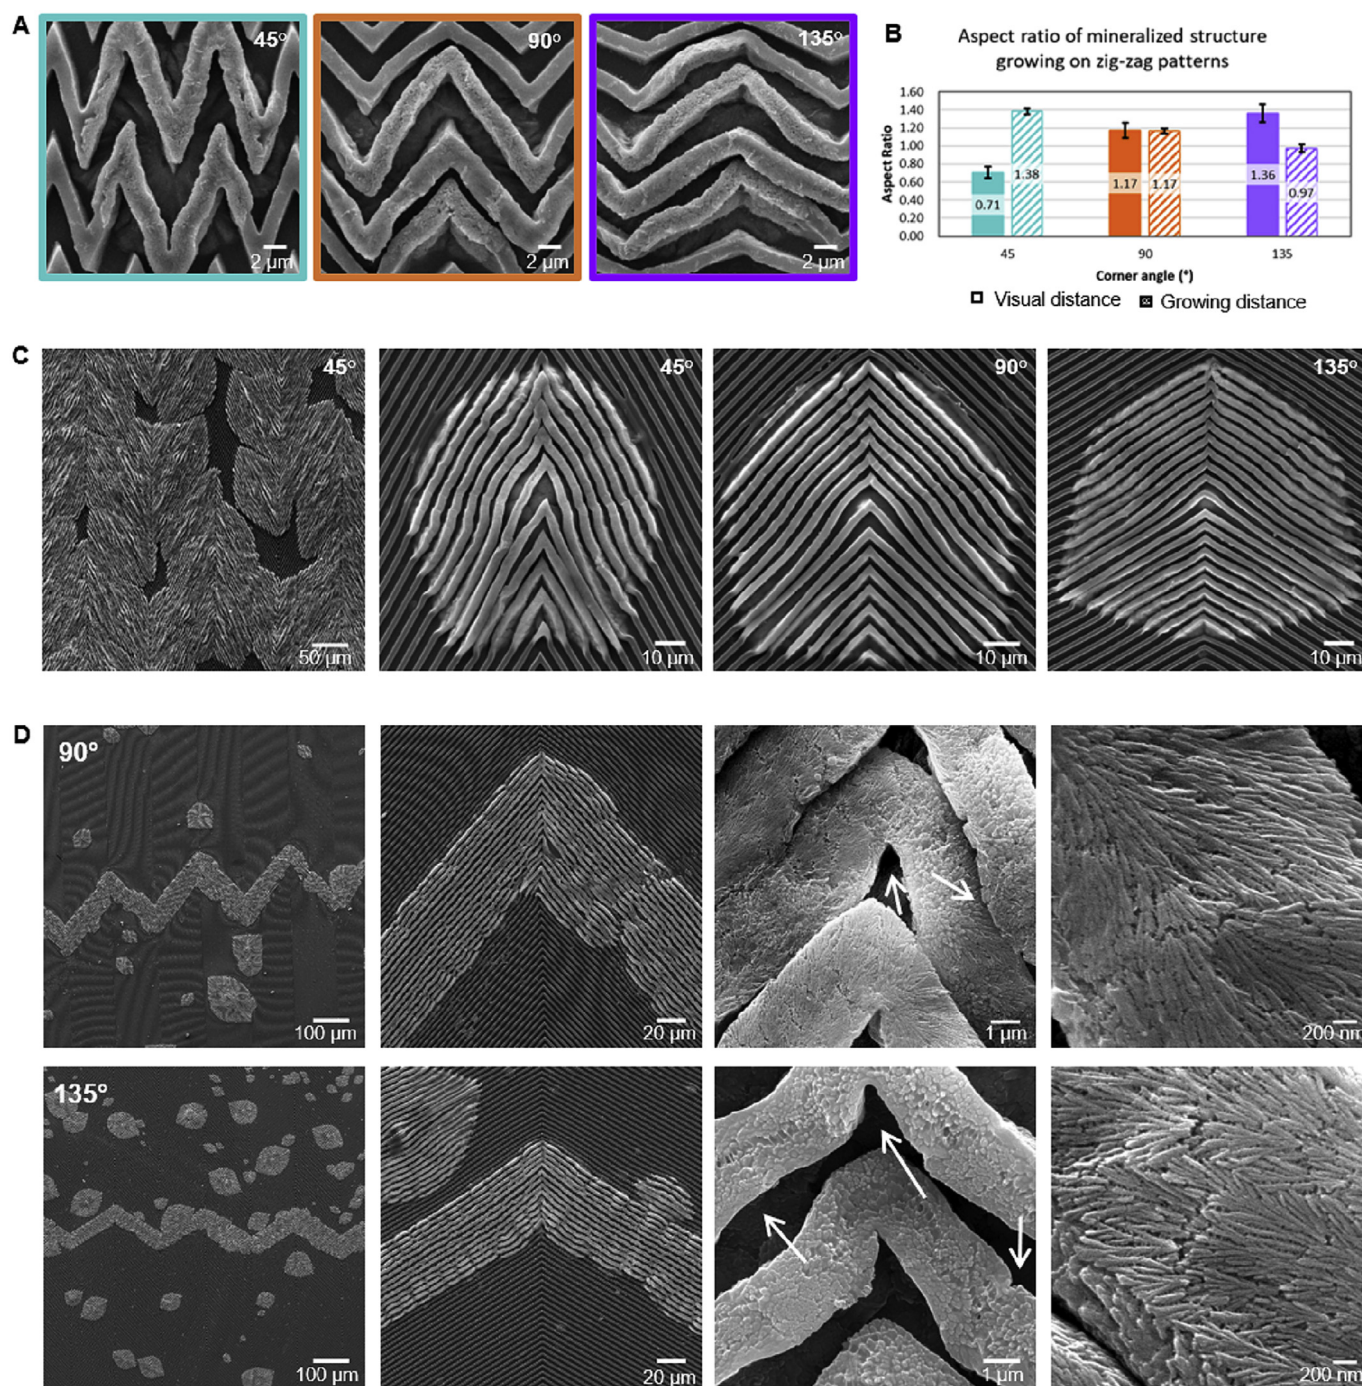 A
45°
2 µm
90°
2 µm
135°
2 µm
B
Aspect ratio of mineralized structure
growing on zig-zag patterns
Aspect Ratio
1.60
1.40
1.20
1.00
0.80
0.60
0.40
0.20
0.00
0.71
1.38
1.17
1.17
1.36
0.97
45
90
135
Corner angle (°)
Visual distance
Growing distance
C
45°
50 µm
45°
10 µm
90°
10 µm
135°
10 µm
D
90°
100 µm
20 µm
1 µm
200 nm
135°
100 µm
20 µm
1 µm
200 nm